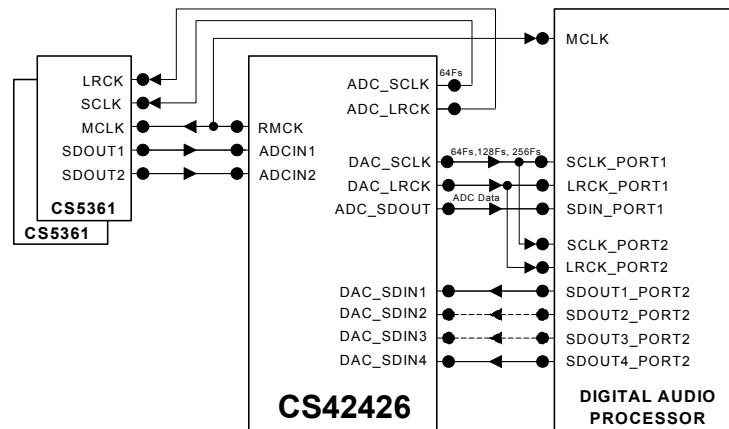 LRCK
SCLK
MCLK
SDOUT1
SDOUT2
CS5361
CS5361
RMCK
ADCIN1
ADCIN2
ADC_SCLK
ADC_LRCK
DAC_SCLK
DAC_LRCK
ADC_SDOUT
DAC_SDIN1
DAC_SDIN2
DAC_SDIN3
DAC_SDIN4
CS42426
64Fs
64Fs,128Fs, 256Fs
ADC Data
MCLK
SCLK_PORT1
LRCK_PORT1
SDIN_PORT1
SCLK_PORT2
LRCK_PORT2
SDOUT1_PORT2
SDOUT2_PORT2
SDOUT3_PORT2
SDOUT4_PORT2
DIGITAL AUDIO
PROCESSOR